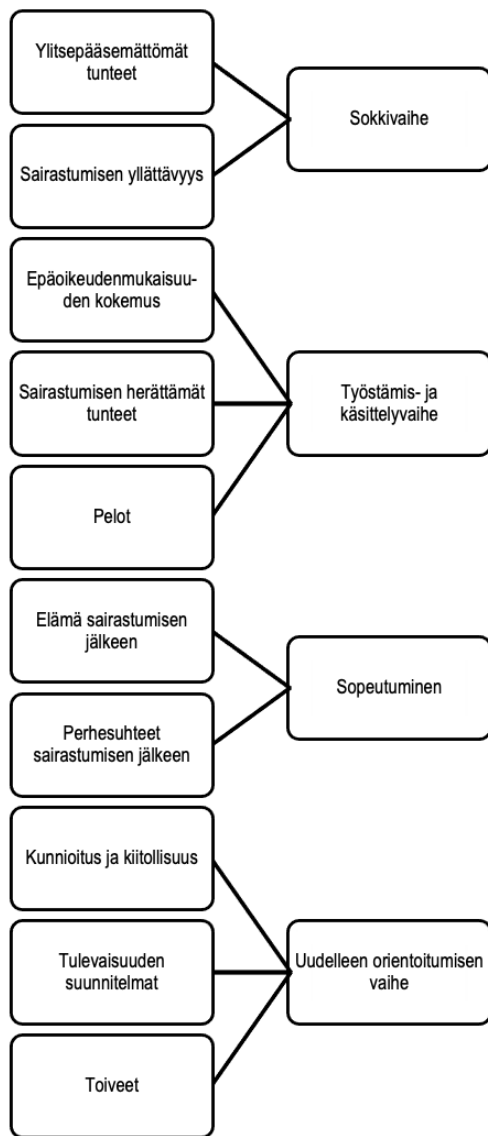 Ylitsepääsemättömät
tunteet
Sairastumisen yllättävyys
Sokkivaihe
Epäoikeudenmukaisuu-
den kokemus
Sairastumisen herättämät
tunteet
Pelot
Työstämis- ja
käsittelyvaihe
Elämä sairastumisen
jälkeen
Perhesuhteet
sairastumisen jälkeen
Sopeutuminen
Kunnioitus ja kiitollisuus
Tulevaisuuden
suunnitelmat
Toiveet
Uudelleen orientoitumisen
vaihe